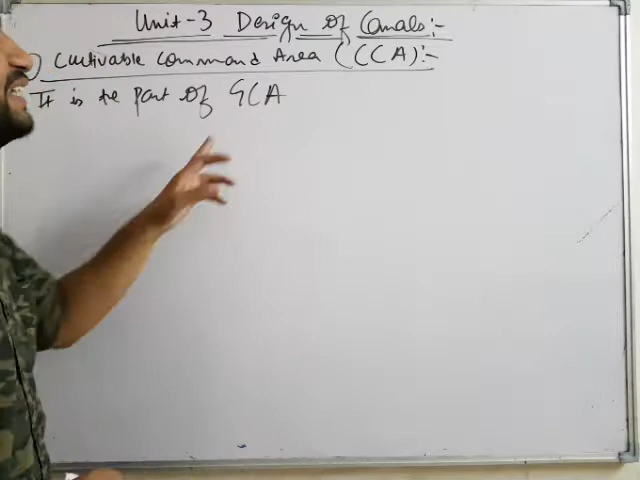 Unit-3 Design of Canals:-
) Cultivable Command Area (CCA):-
It is the part of GCA